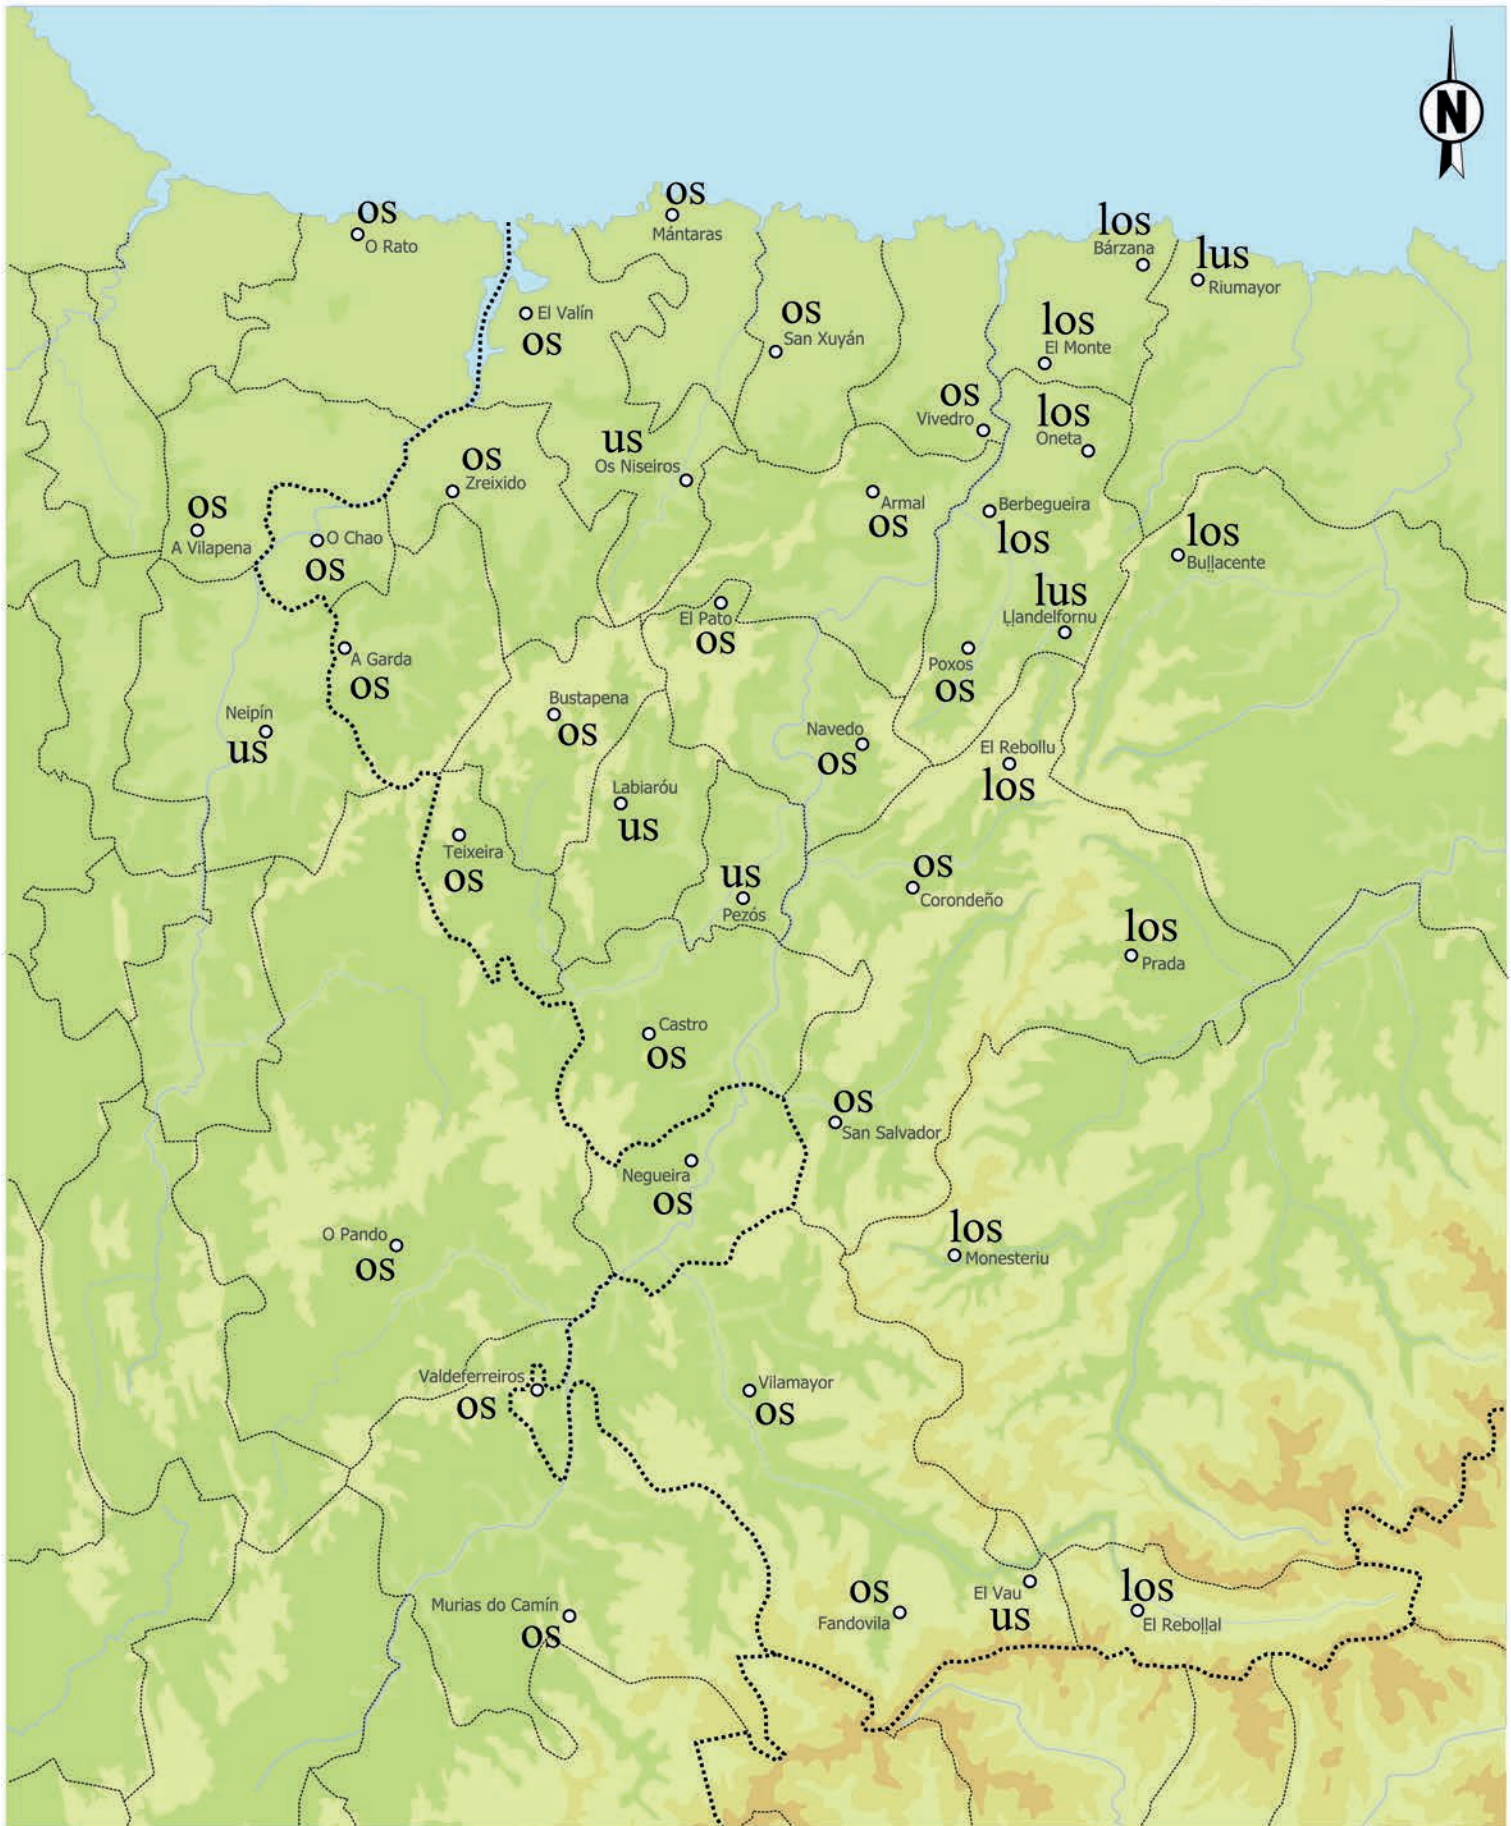 N
os
O Rato
os
Mántaras
los
Bárzana
lus
Riumayor
El Valín
os
os
San Xuyán
los
El Monte
os
Vivedro
los
Oneta
us
Os Niseiros
os
Zreixido
os
A Vilapena
O Chao
os
Armal
os
Berbegueira
los
los
Buḷḷacente
lus
Ḷḷandelfornu
El Pato
os
A Garda
os
Poxos
os
Bustapena
os
Neipín
us
Navedo
os
El Rebollu
los
Labiaróu
us
Teixeira
os
us
Pezós
os
Corondeño
los
Prada
Castro
os
os
San Salvador
Negueira
os
O Pando
os
los
Monesteriu
Valdeferreiros
os
Vilamayor
os
Murias do Camín
os
os
Fandovila
El Vau
us
los
El Reboḷḷal